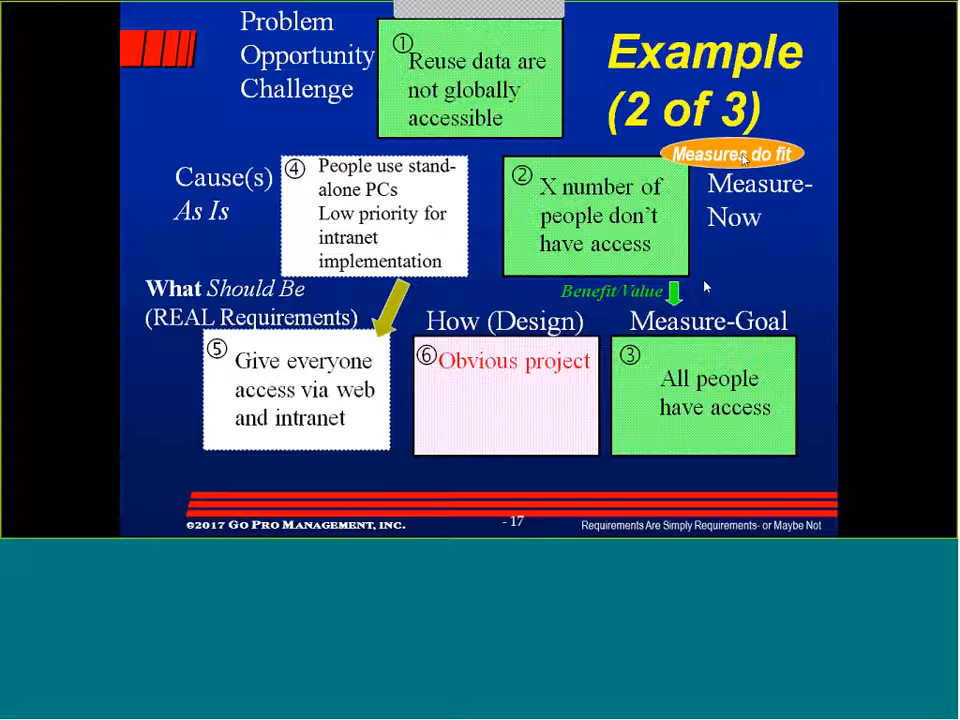 Problem
Opportunity
Challenge
①
Reuse data are
not globally
accessible
Example
(2 of 3)
Measures do fit
Cause(s)
As Is
④
People use stand-
alone PCs
Low priority for
intranet
implementation
②
X number of
people don't
have access
Measure-
Now
What Should Be
(REAL Requirements)
Benefit/Value
How (Design)
Measure-Goal
⑤
Give everyone
access via web
and intranet
⑥
Obvious project
③
All people
have access
©2017 GO PRO MANAGEMENT, INC.
- 17
Requirements Are Simply Requirements- or Maybe Not